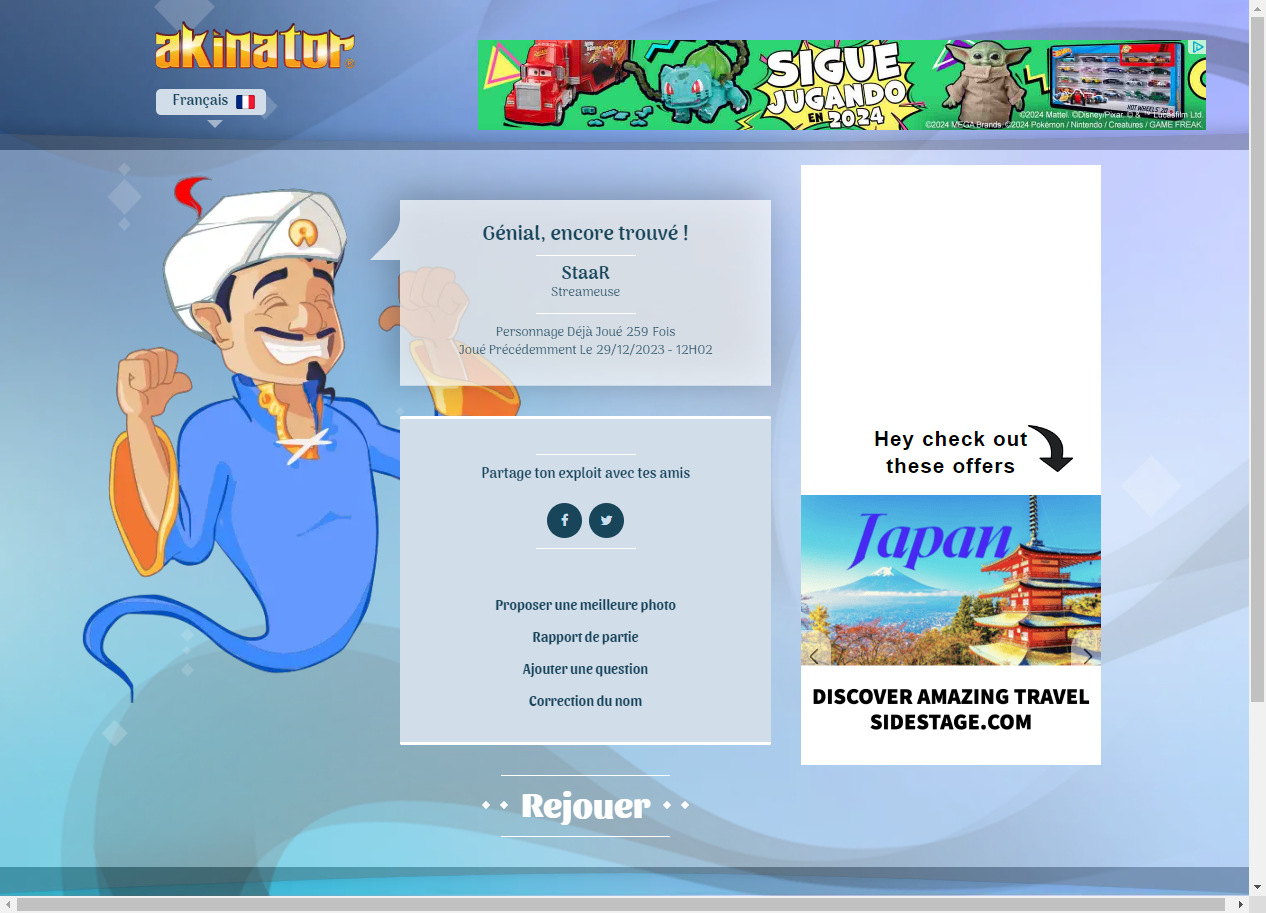 akinator
Français
SIGUE
JUGANDO
EN 2024
HOT WHEELS™ 20
©2024 Mattel. ©Disney/Pixar. © & ™ Lucasfilm Ltd.
©2024 MEGA Brands. ©2024 Pokémon / Nintendo / Creatures / GAME FREAK.
Génial, encore trouvé !
StaaR
Streameuse
Personnage Déjà Joué 259 Fois
Joué Précédemment Le 29/12/2023 - 12H02
Partage ton exploit avec tes amis
Proposer une meilleure photo
Rapport de partie
Ajouter une question
Correction du nom
Rejouer
Hey check out
these offers
Japan
DISCOVER AMAZING TRAVEL
SIDESTAGE.COM